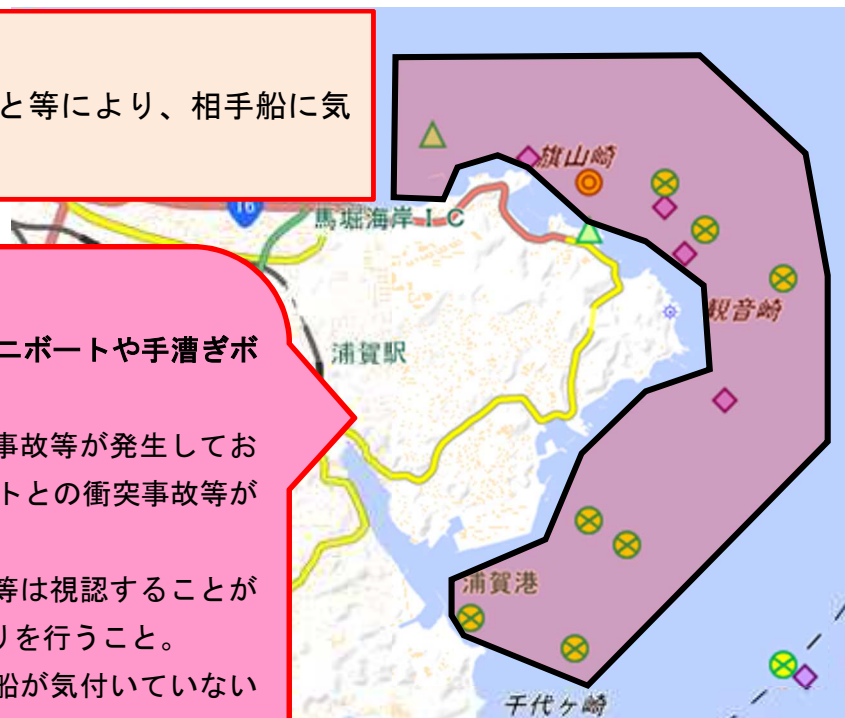 と等により、相手船に気
旗山崎
16
馬堀海岸IC
観音崎
ニボートや手漕ぎボ
浦賀駅
事故等が発生してお
トとの衝突事故等が
等は視認することが
りを行うこと。
船が気付いていない
浦賀港
千代ヶ崎